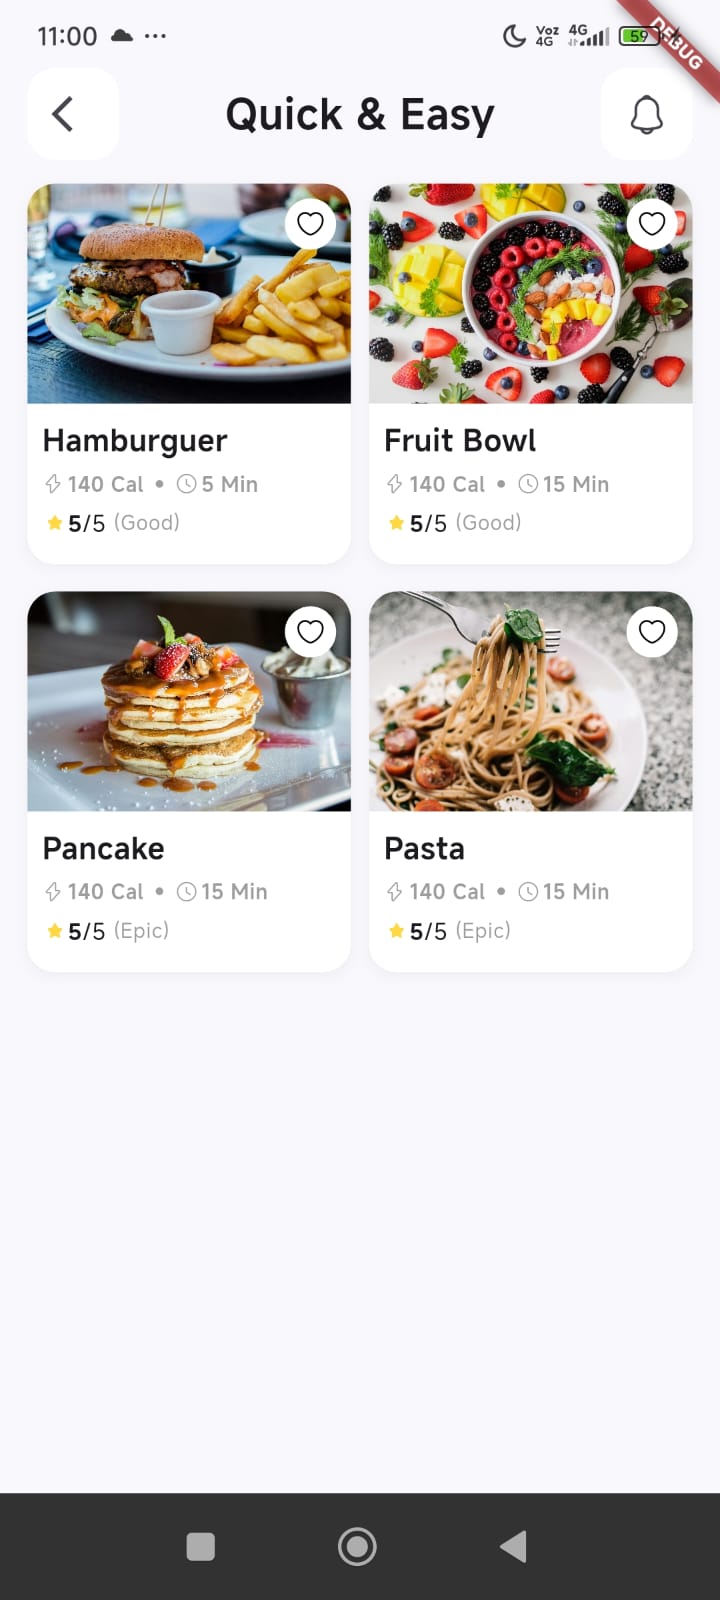 11:00 ... Voz 4G 4G 59
DEBUG
Quick & Easy
Hamburguer
140 Cal • 5 Min
5/5 (Good)
Fruit Bowl
140 Cal • 15 Min
5/5 (Good)
Pancake
140 Cal • 15 Min
5/5 (Epic)
Pasta
140 Cal • 15 Min
5/5 (Epic)